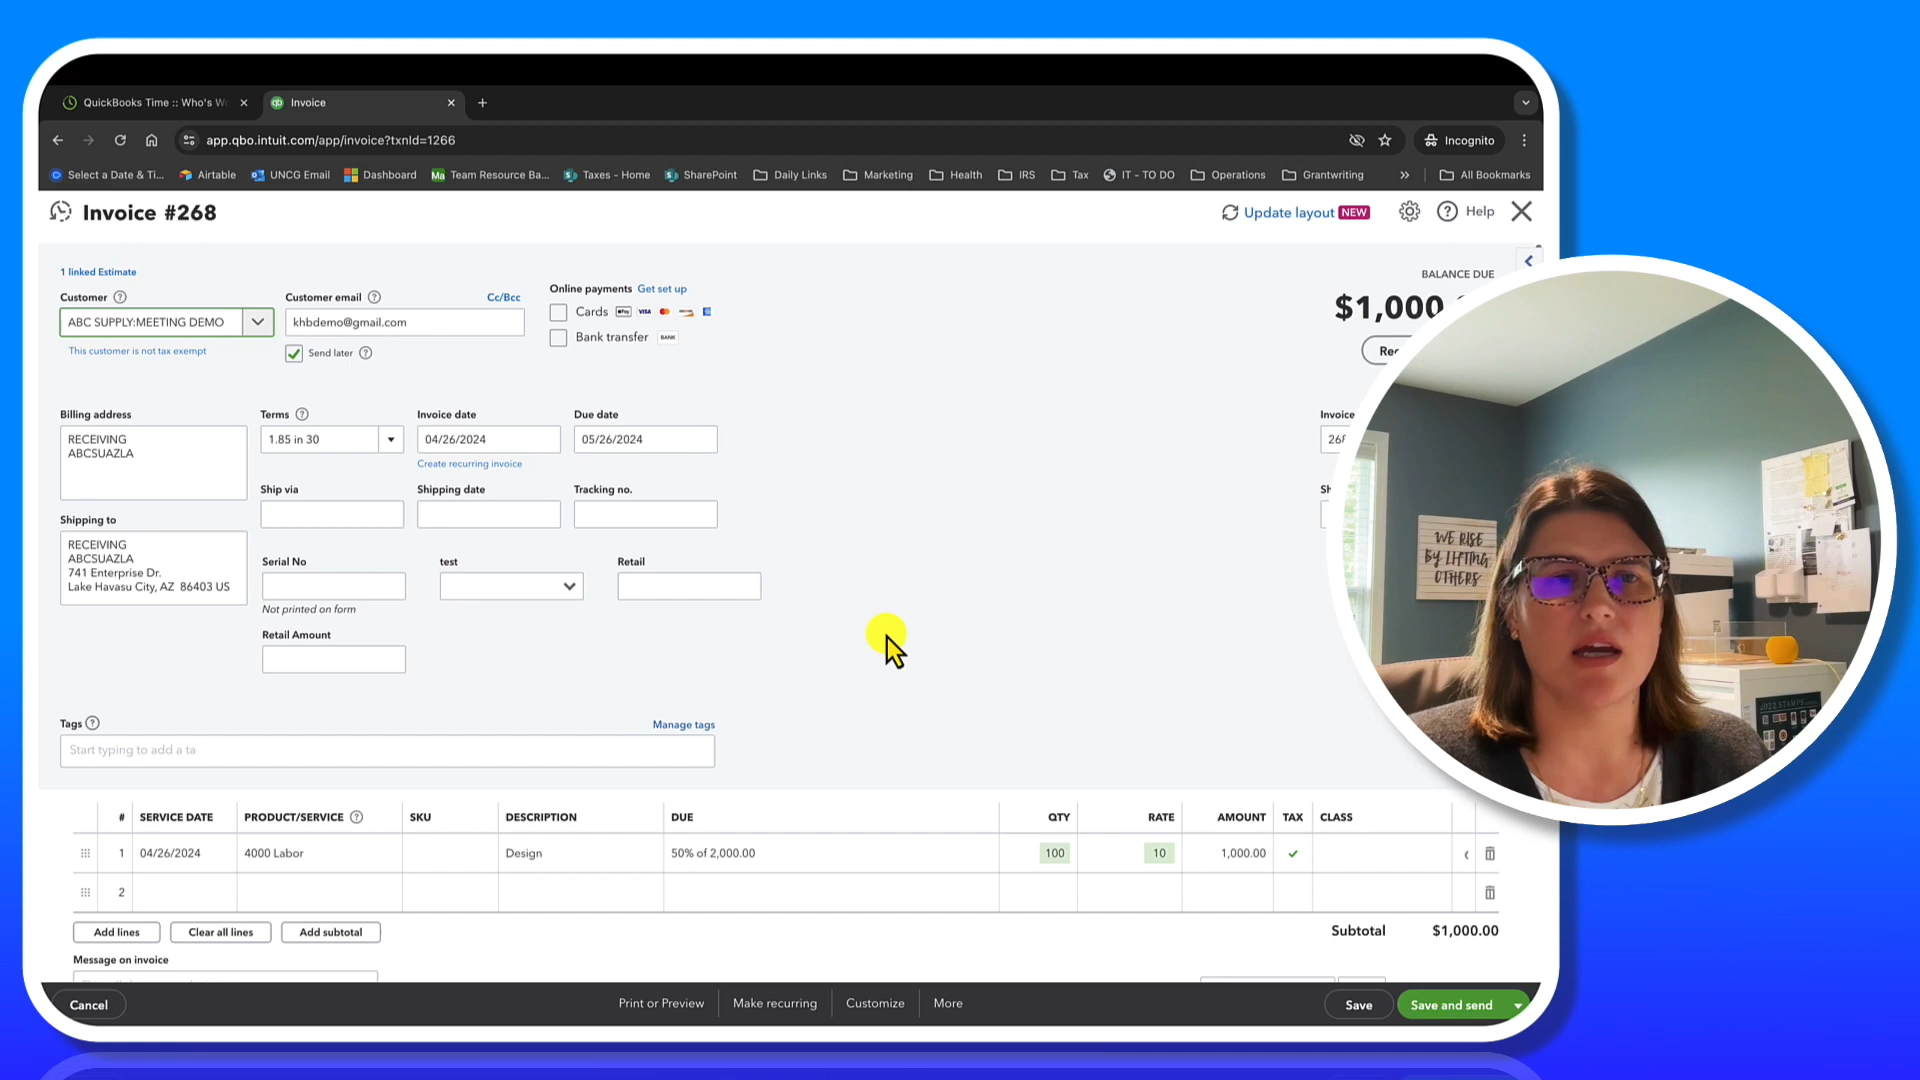 QuickBooks Time :: Who's W
Invoice
app.qbo.intuit.com/app/invoice?txnId=1266
Incognito
Select a Date & Ti...
Airtable
UNCG Email
Dashboard
Ma Team Resource Ba...
Taxes - Home
SharePoint
Daily Links
Marketing
Health
IRS
Tax
IT - TO DO
Operations
Grantwriting
All Bookmarks
Invoice #268
Update layout NEW
Help
1 linked Estimate
Customer
Customer email
Cc/Bcc
ABC SUPPLY:MEETING DEMO
khbdemo@gmail.com
This customer is not tax exempt
Send later
Online payments Get set up
Cards
VISA
Bank transfer BANK
BALANCE DUE
$1,000
Rec
Billing address
RECEIVING
ABCSUAZLA
Terms
1.85 in 30
Invoice date
04/26/2024
Create recurring invoice
Due date
05/26/2024
Invoice
268
Ship via
Shipping date
Tracking no.
Sh
Shipping to
RECEIVING
ABCSUAZLA
741 Enterprise Dr.
Lake Havasu City, AZ 86403 US
Serial No
Not printed on form
test
Retail
Retail Amount
Tags
Manage tags
Start typing to add a ta
# SERVICE DATE PRODUCT/SERVICE SKU DESCRIPTION DUE QTY RATE AMOUNT TAX CLASS
1 04/26/2024 4000 Labor Design 50% of 2,000.00 100 10 1,000.00
2
Add lines
Clear all lines
Add subtotal
Subtotal $1,000.00
Message on invoice
Cancel
Print or Preview
Make recurring
Customize
More
Save
Save and send
WE RISE
BY LIFTING
OTHERS
2022 STAMPS